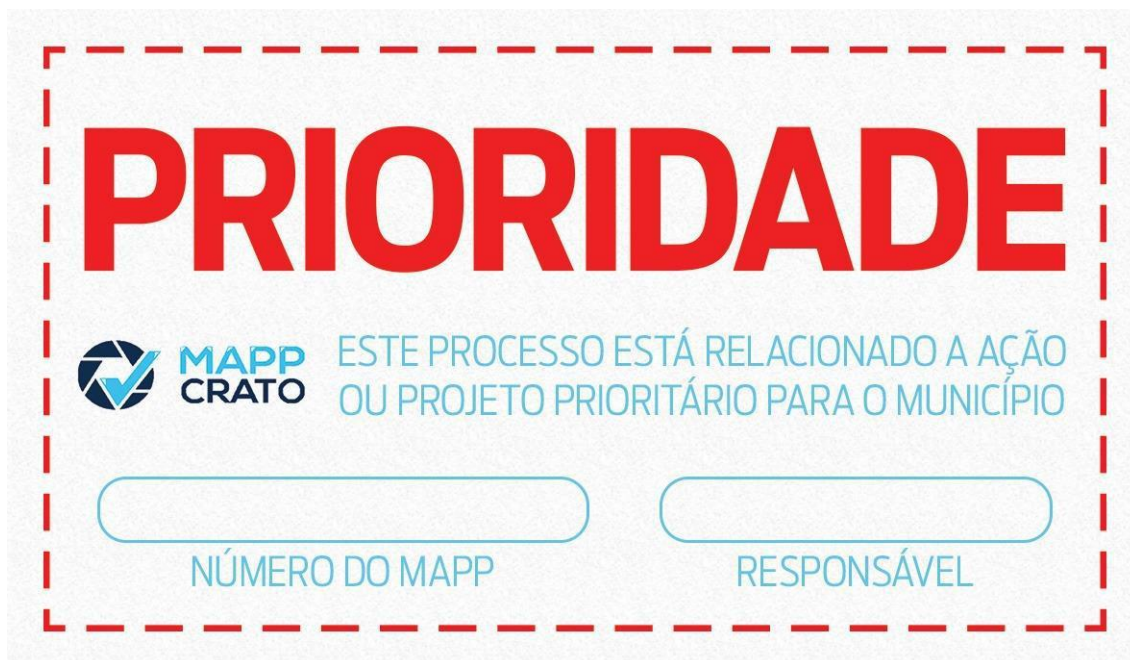 PRIORIDADE
MAPP
CRATO
ESTE PROCESSO ESTÁ RELACIONADO A AÇÃO
OU PROJETO PRIORITÁRIO PARA O MUNICÍPIO
NÚMERO DO MAPP
RESPONSÁVEL